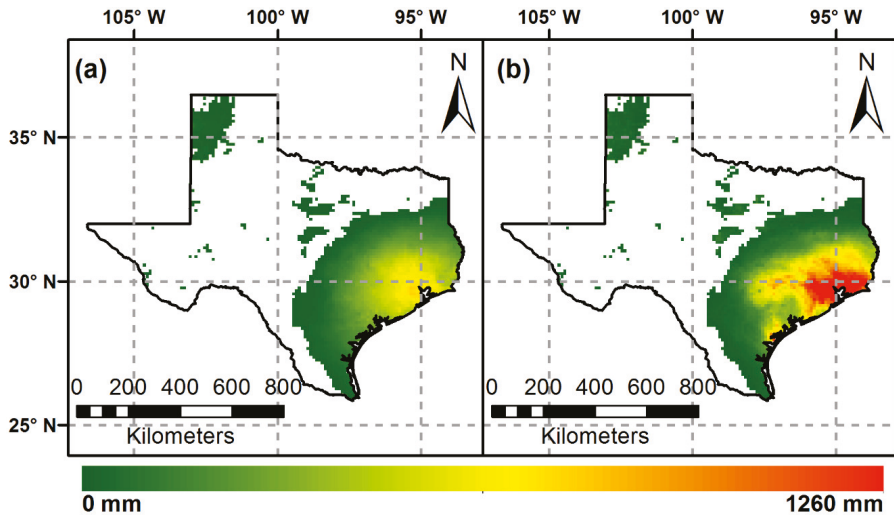 105° W 100° W 95° W 105° W 100° W 95° W
(a) N (b) N
35° N
30° N
0 200 400 600 800 0 200 400 600 800
Kilometers Kilometers
25° N
0 mm 1260 mm